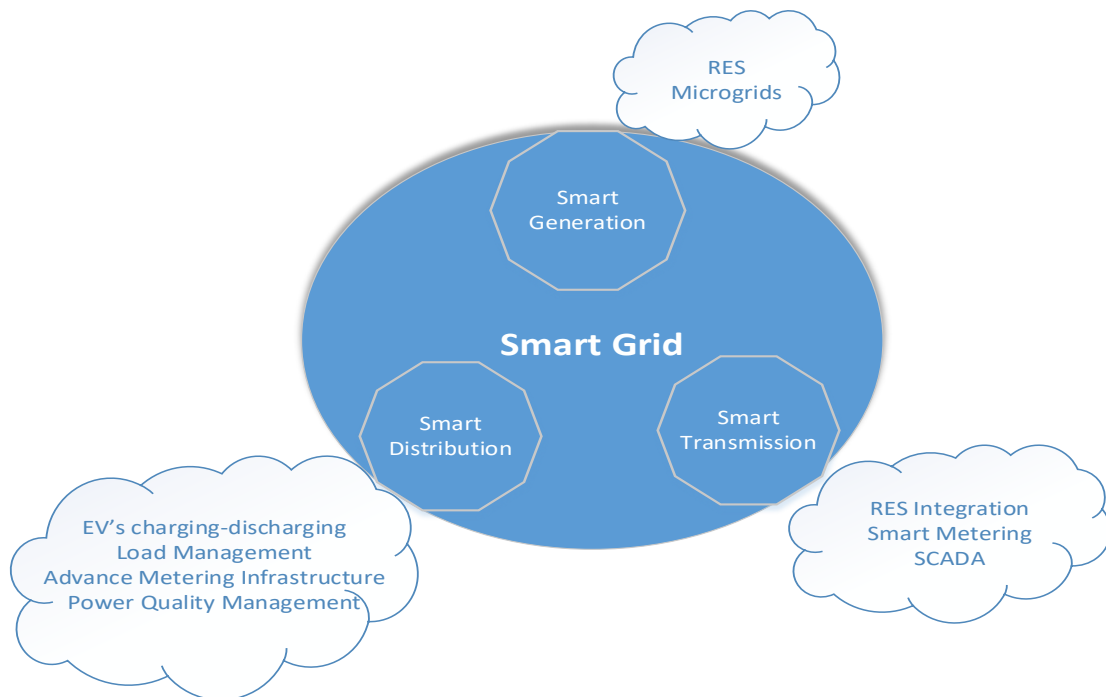 RES
Microgrids
Smart
Generation
Smart Grid
Smart
Distribution
Smart
Transmission
EV's charging-discharging
Load Management
Advance Metering Infrastructure
Power Quality Management
RES Integration
Smart Metering
SCADA